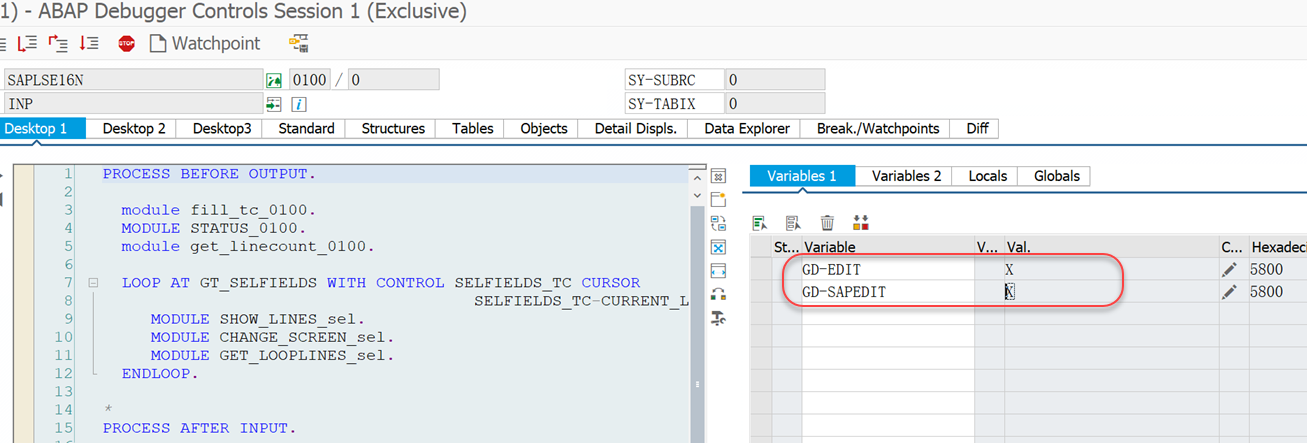 1) - ABAP Debugger Controls Session 1 (Exclusive)
STOP Watchpoint
SAPLSE16N 0100 / 0 SY-SUBRC 0
INP SY-TABIX 0
Desktop 1 Desktop 2 Desktop3 Standard Structures Tables Objects Detail Displs. Data Explorer Break./Watchpoints Diff
1 PROCESS BEFORE OUTPUT.
2
3 module fill_tc_0100.
4 MODULE STATUS_0100.
5 module get_linecount_0100.
6
7 LOOP AT GT_SELFIELDS WITH CONTROL SELFIELDS_TC CURSOR
8 SELFIELDS_TC-CURRENT_L
9 MODULE SHOW_LINES_sel.
10 MODULE CHANGE_SCREEN_sel.
11 MODULE GET_LOOPLINES_sel.
12 ENDLOOP.
13
14 *
15 PROCESS AFTER INPUT.
Variables 1 Variables 2 Locals Globals
St... Variable V... Val. C... Hexadeci
GD-EDIT X 5800
GD-SAPEDIT X 5800